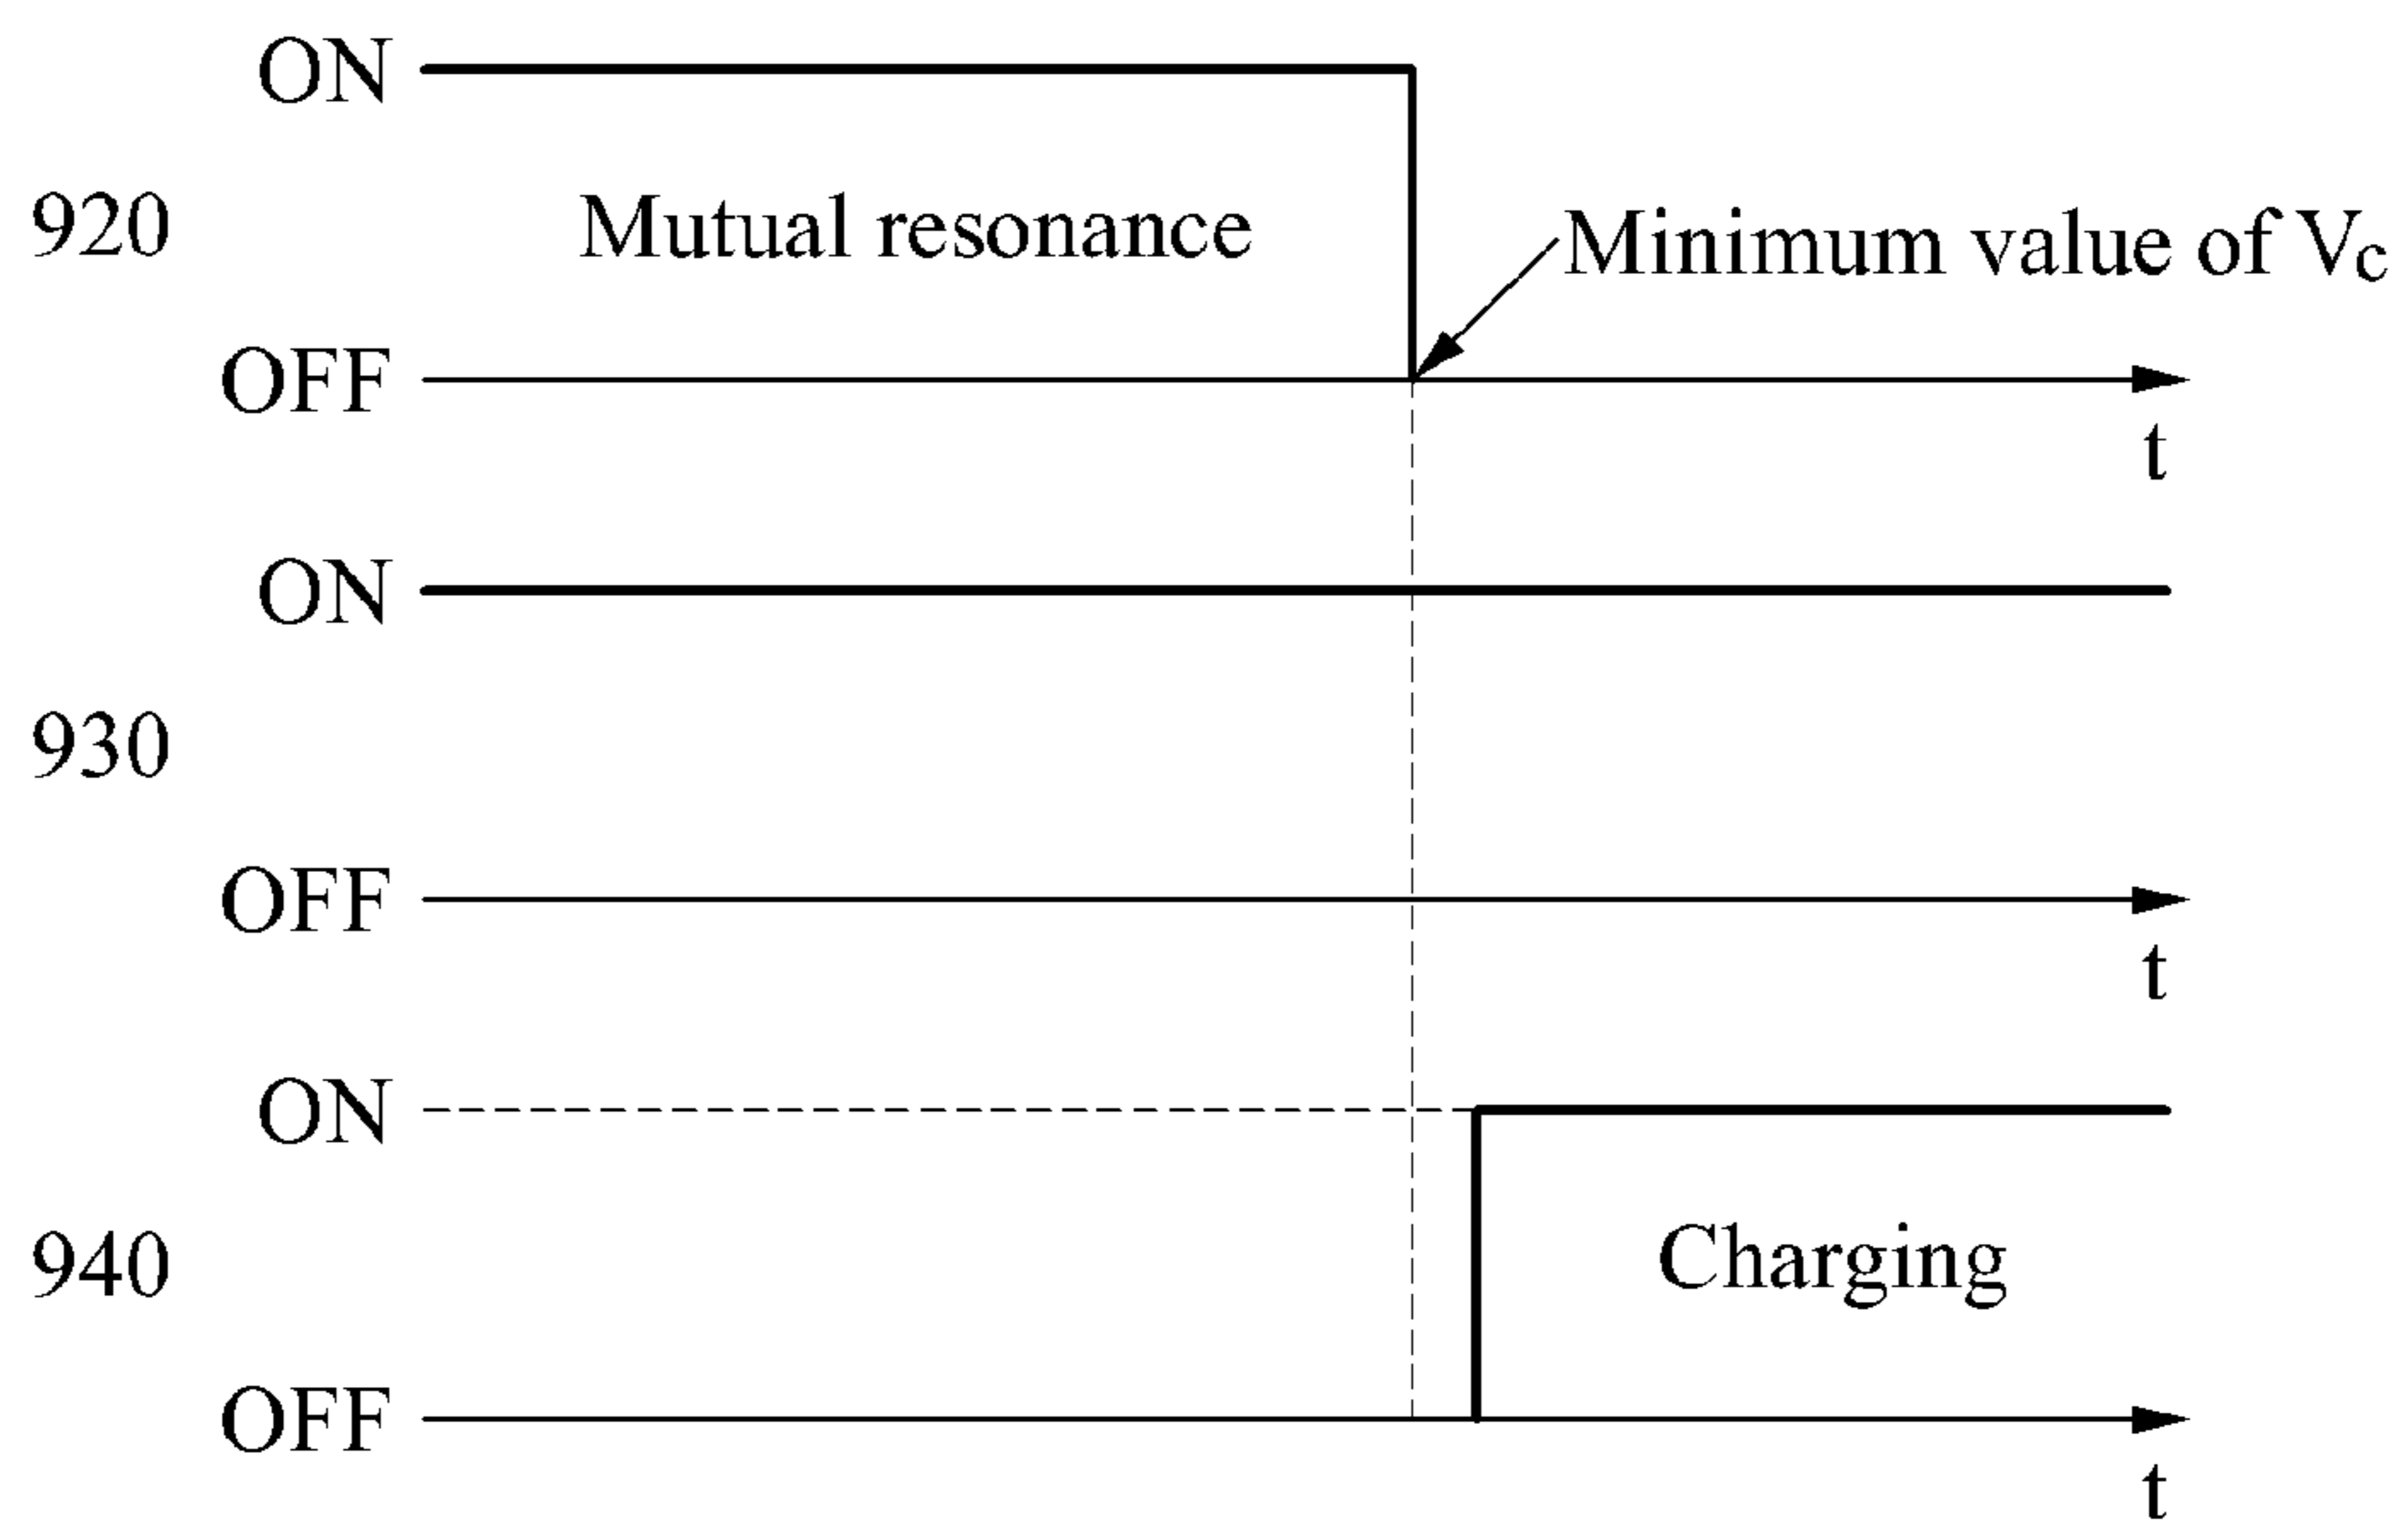 ON
920
Mutual resonance
Minimum value of VC
OFF
t
ON
930
OFF
t
ON
940
Charging
OFF
t